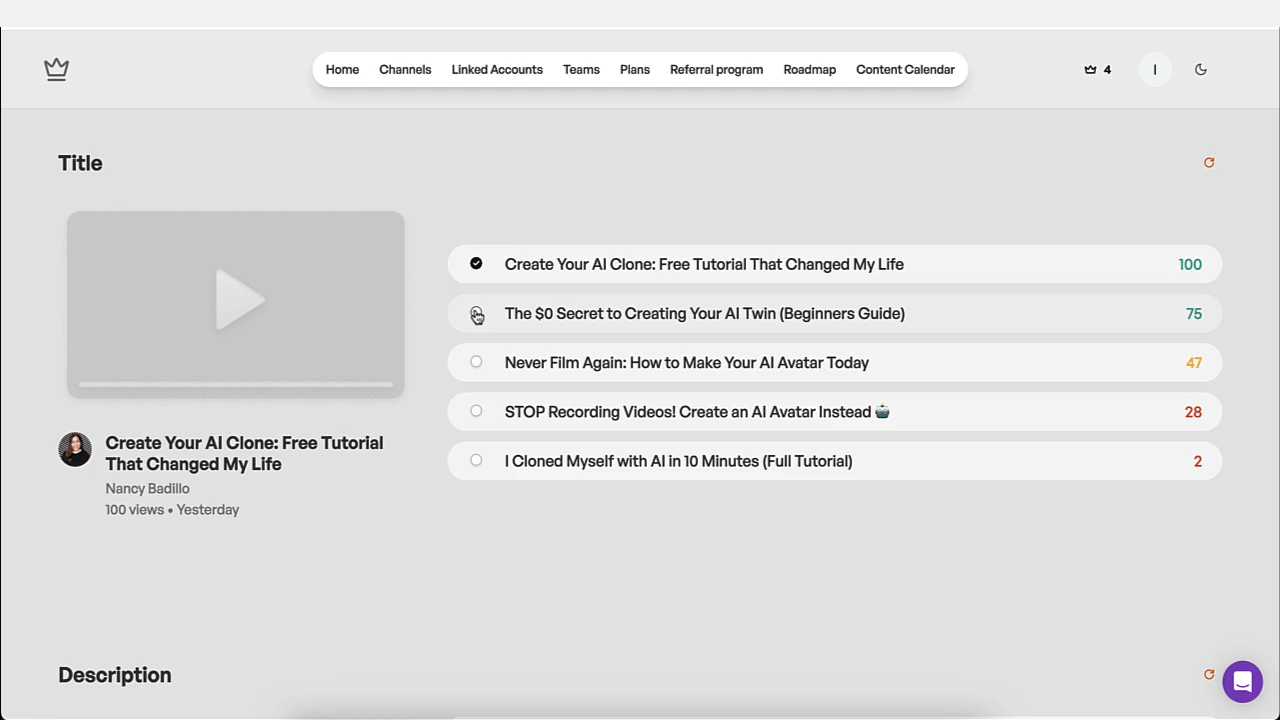 Home Channels Linked Accounts Teams Plans Referral program Roadmap Content Calendar 4 I
Title
Create Your AI Clone: Free Tutorial That Changed My Life 100
The $0 Secret to Creating Your AI Twin (Beginners Guide) 75
Never Film Again: How to Make Your AI Avatar Today 47
STOP Recording Videos! Create an AI Avatar Instead 🤖 28
I Cloned Myself with AI in 10 Minutes (Full Tutorial) 2
Create Your AI Clone: Free Tutorial
That Changed My Life
Nancy Badillo
100 views • Yesterday
Description